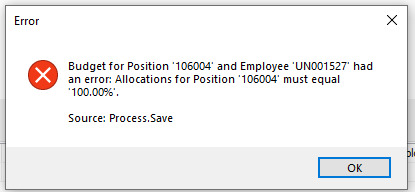 Error
Budget for Position '106004' and Employee 'UN001527' had
an error: Allocations for Position '106004' must equal
'100.00%'.
Source: Process.Save
OK